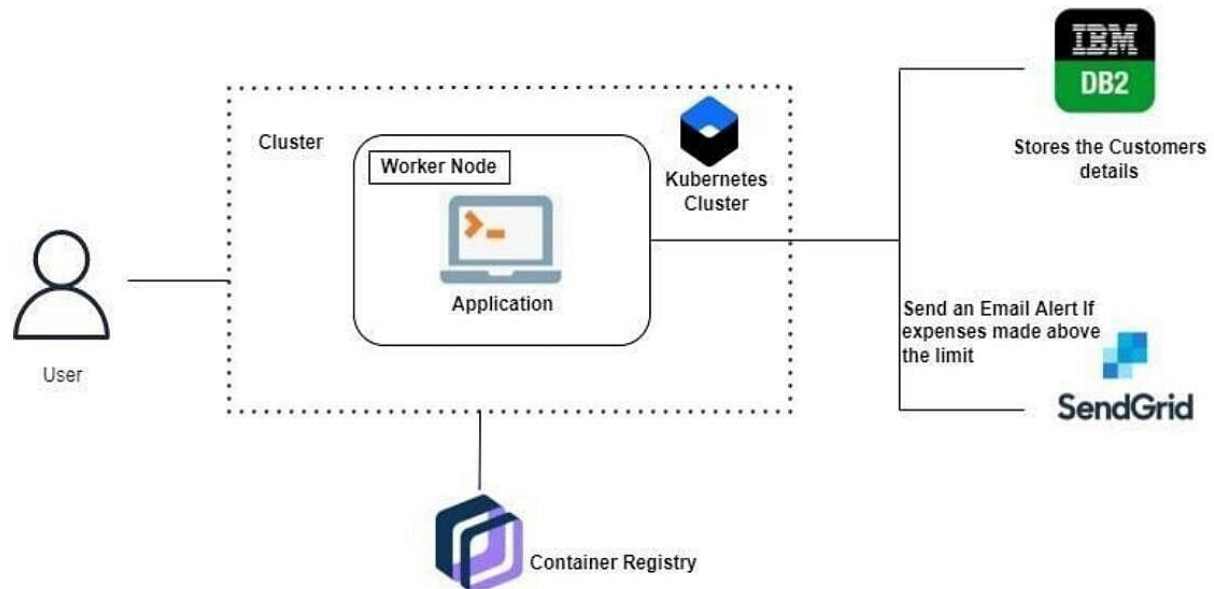 IBM
DB2
Stores the Customers
details
Cluster
Worker Node
Kubernetes
Cluster
Application
User
Send an Email Alert If
expenses made above
the limit
SendGrid
Container Registry